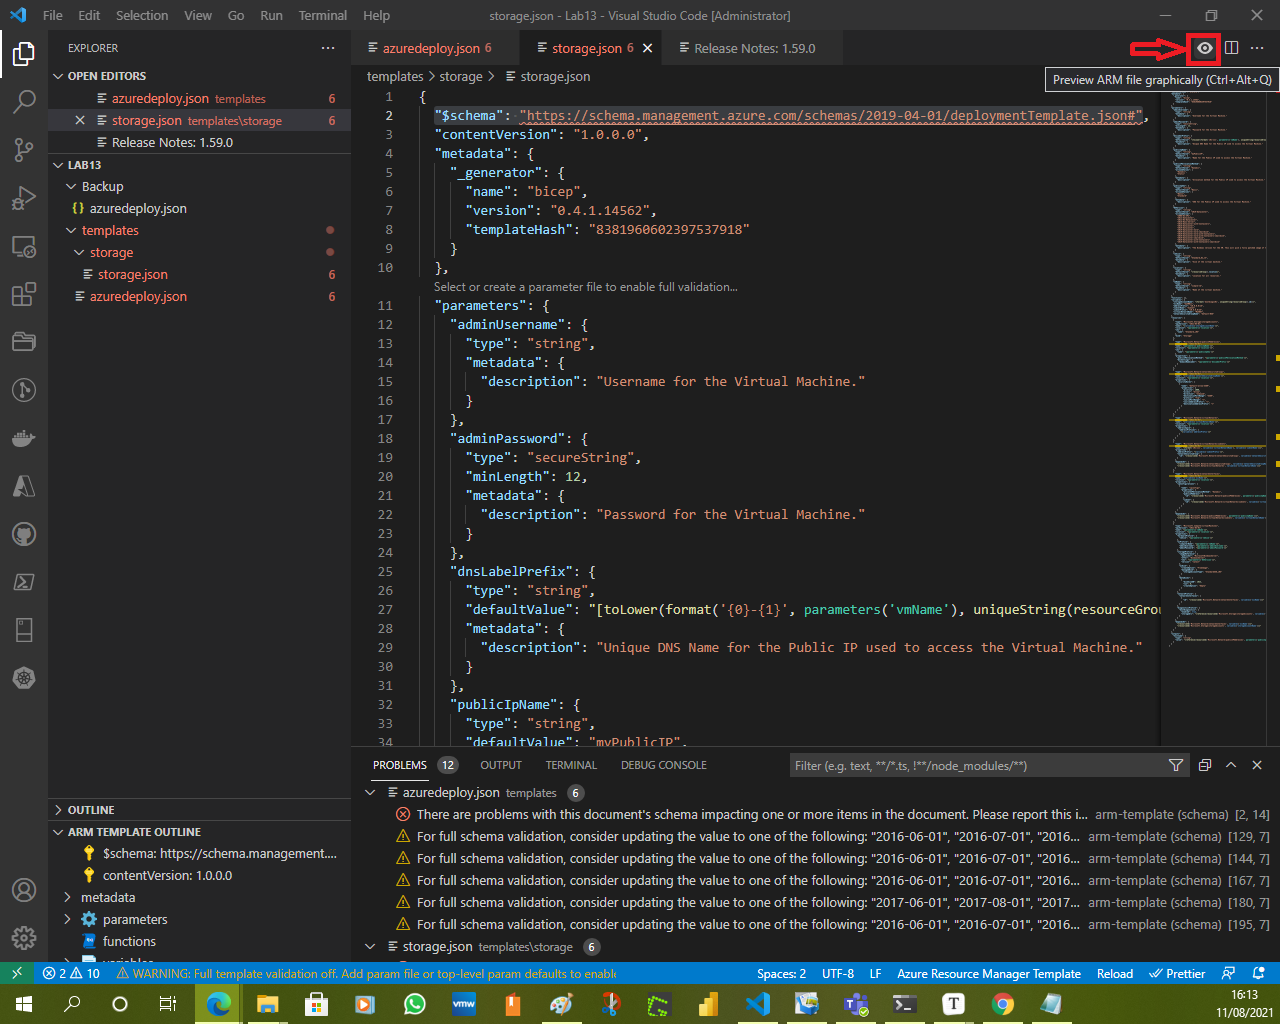 File Edit Selection View Go Run Terminal Help storage.json - Lab13 - Visual Studio Code [Administrator]
EXPLORER
azuredeploy.json 6 storage.json 6 Release Notes: 1.59.0
templates > storage > storage.json
Preview ARM file graphically (Ctrl+Alt+Q)
OPEN EDITORS
azuredeploy.json templates 6
storage.json templates\storage 6
Release Notes: 1.59.0
LAB13
Backup
azuredeploy.json
templates
storage
storage.json 6
azuredeploy.json 6
1 {
2 "$schema": "https://schema.management.azure.com/schemas/2019-04-01/deploymentTemplate.json#",
3 "contentVersion": "1.0.0.0",
4 "metadata": {
5 "_generator": {
6 "name": "bicep",
7 "version": "0.4.1.14562",
8 "templateHash": "8381960602397537918"
9 }
10 },
Select or create a parameter file to enable full validation...
11 "parameters": {
12 "adminUsername": {
13 "type": "string",
14 "metadata": {
15 "description": "Username for the Virtual Machine."
16 }
17 },
18 "adminPassword": {
19 "type": "secureString",
20 "minLength": 12,
21 "metadata": {
22 "description": "Password for the Virtual Machine."
23 }
24 },
25 "dnsLabelPrefix": {
26 "type": "string",
27 "defaultValue": "[toLower(format('{0}-{1}', parameters('vmName'), uniqueString(resourceGrou
28 "metadata": {
29 "description": "Unique DNS Name for the Public IP used to access the Virtual Machine."
30 }
31 },
32 "publicIpName": {
33 "type": "string",
34 "defaultValue": "myPublicIP",
OUTLINE
ARM TEMPLATE OUTLINE
$schema: https://schema.management....
contentVersion: 1.0.0.0
metadata
parameters
functions
variables
PROBLEMS 12 OUTPUT TERMINAL DEBUG CONSOLE Filter (e.g. text, **/*.ts, !**/node_modules/**)
azuredeploy.json templates 6
There are problems with this document's schema impacting one or more items in the document. Please report this i... arm-template (schema) [2, 14]
For full schema validation, consider updating the value to one of the following: "2016-06-01", "2016-07-01", "2016... arm-template (schema) [129, 7]
For full schema validation, consider updating the value to one of the following: "2016-06-01", "2016-07-01", "2016... arm-template (schema) [144, 7]
For full schema validation, consider updating the value to one of the following: "2016-06-01", "2016-07-01", "2016... arm-template (schema) [167, 7]
For full schema validation, consider updating the value to one of the following: "2017-06-01", "2017-08-01", "2017... arm-template (schema) [180, 7]
For full schema validation, consider updating the value to one of the following: "2016-06-01", "2016-07-01", "2016... arm-template (schema) [195, 7]
storage.json templates\storage 6
2 10 WARNING: Full template validation off. Add param file or top-level param defaults to enable Spaces: 2 UTF-8 LF Azure Resource Manager Template Reload Prettier
vmw T
16:13
11/08/2021